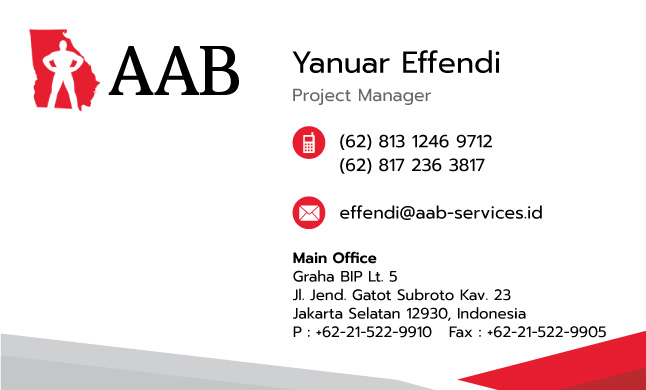 AAB
Yanuar Effendi
Project Manager
(62) 813 1246 9712
(62) 817 236 3817
effendi@aab-services.id
Main Office
Graha BIP Lt. 5
Jl. Jend. Gatot Subroto Kav. 23
Jakarta Selatan 12930, Indonesia
P : +62-21-522-9910 Fax : +62-21-522-9905